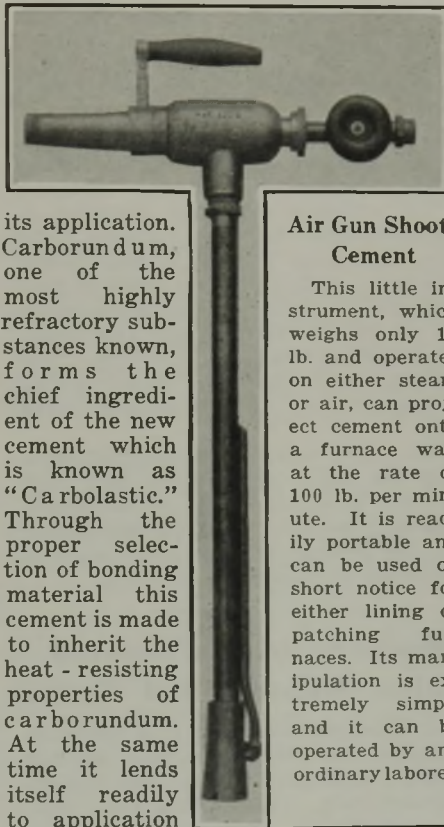 its application.
Carborundum,
one of the
most highly
refractory sub-
stances known,
forms the
chief ingredi-
ent of the new
cement which
is known as
"Carbolastic."
Through the
proper selec-
tion of bonding
material this
cement is made
to inherit the
heat-resisting
properties of
carborundum.
At the same
time it lends
itself readily
to application
Air Gun Shoot
Cement
This little in
strument, whic
weighs only 1
lb. and operate
on either stea
or air, can proj
ect cement ont
a furnace wa
at the rate o
100 lb. per min
ute. It is read
ily portable an
can be used o
short notice fo
either lining o
patching fur
naces. Its man
ipulation is ex
tremely simp
and it can b
operated by an
ordinary labore